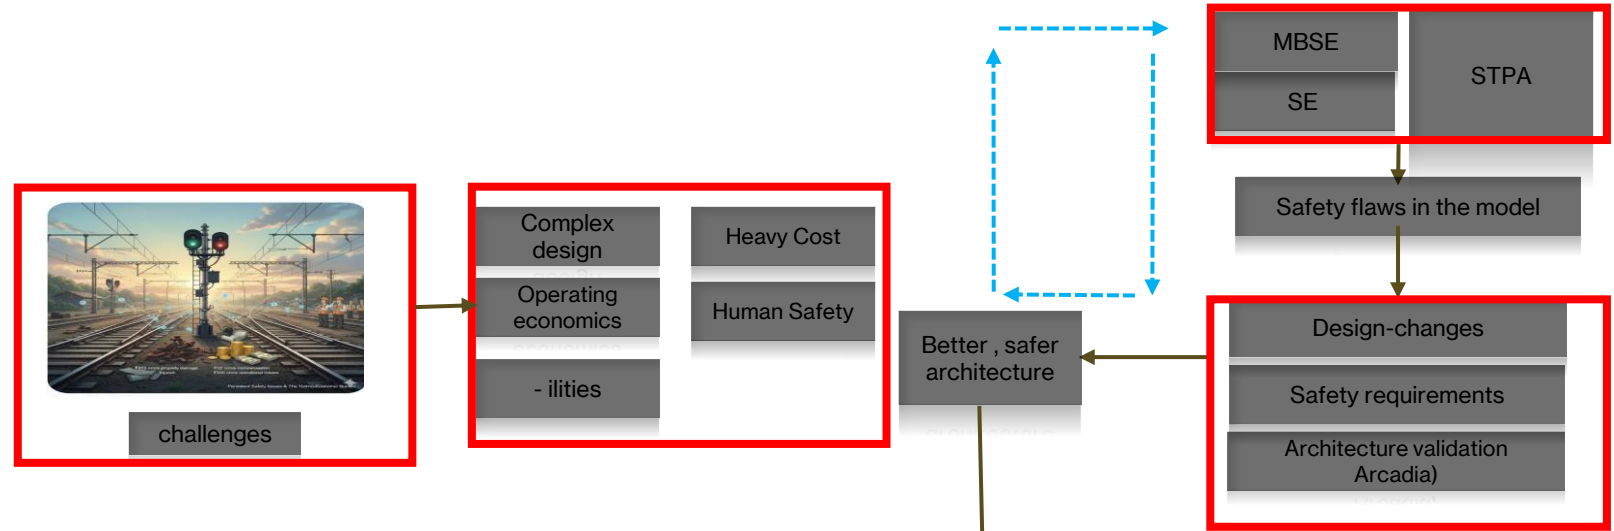 MBSE
SE
STPA
Safety flaws in the model
Complex
design
Heavy Cost
Operating
economics
Human Safety
- ilities
challenges
Better , safer
architecture
Design-changes
Safety requirements
Architecture validation
Arcadia)